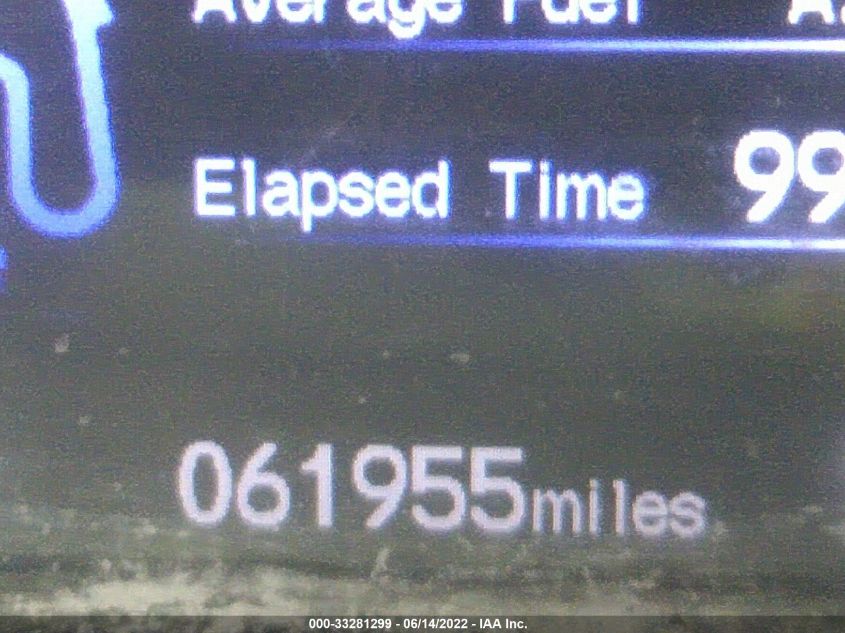 Average Fuel
Elapsed Time 99
061955miles
000-33281299 - 06/14/2022 - IAA Inc.